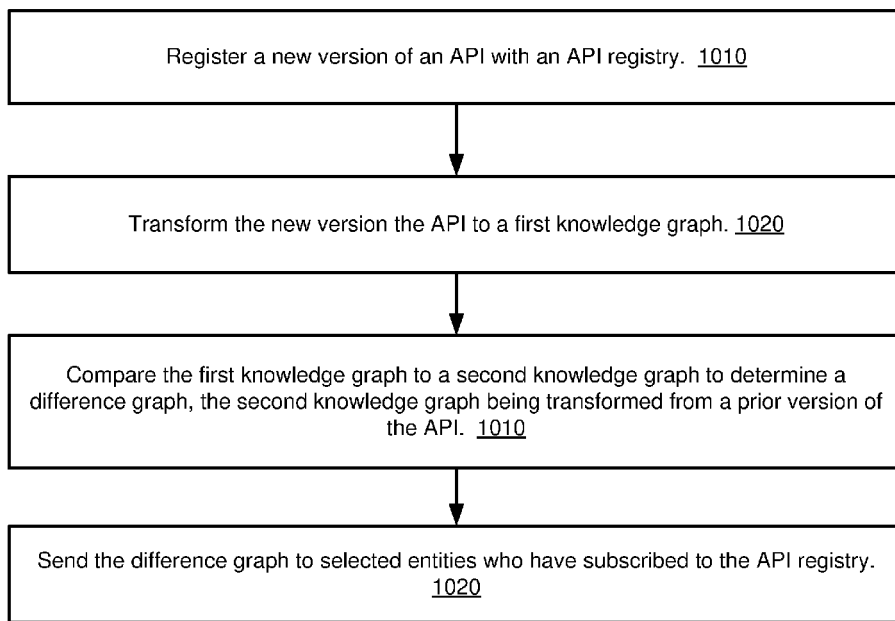 Register a new version of an API with an API registry. 1010
Transform the new version the API to a first knowledge graph. 1020
Compare the first knowledge graph to a second knowledge graph to determine a
difference graph, the second knowledge graph being transformed from a prior version of
the API. 1010
Send the difference graph to selected entities who have subscribed to the API registry.
1020